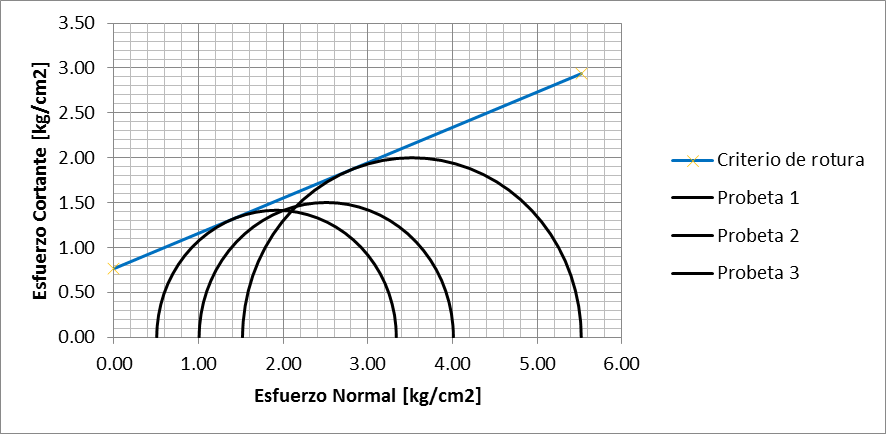 3.50
3.00
2.50
2.00
1.50
1.00
0.50
0.00
Esfuerzo Cortante [kg/cm2]
0.00 1.00 2.00 3.00 4.00 5.00 6.00
Esfuerzo Normal [kg/cm2]
Criterio de rotura
Probeta 1
Probeta 2
Probeta 3